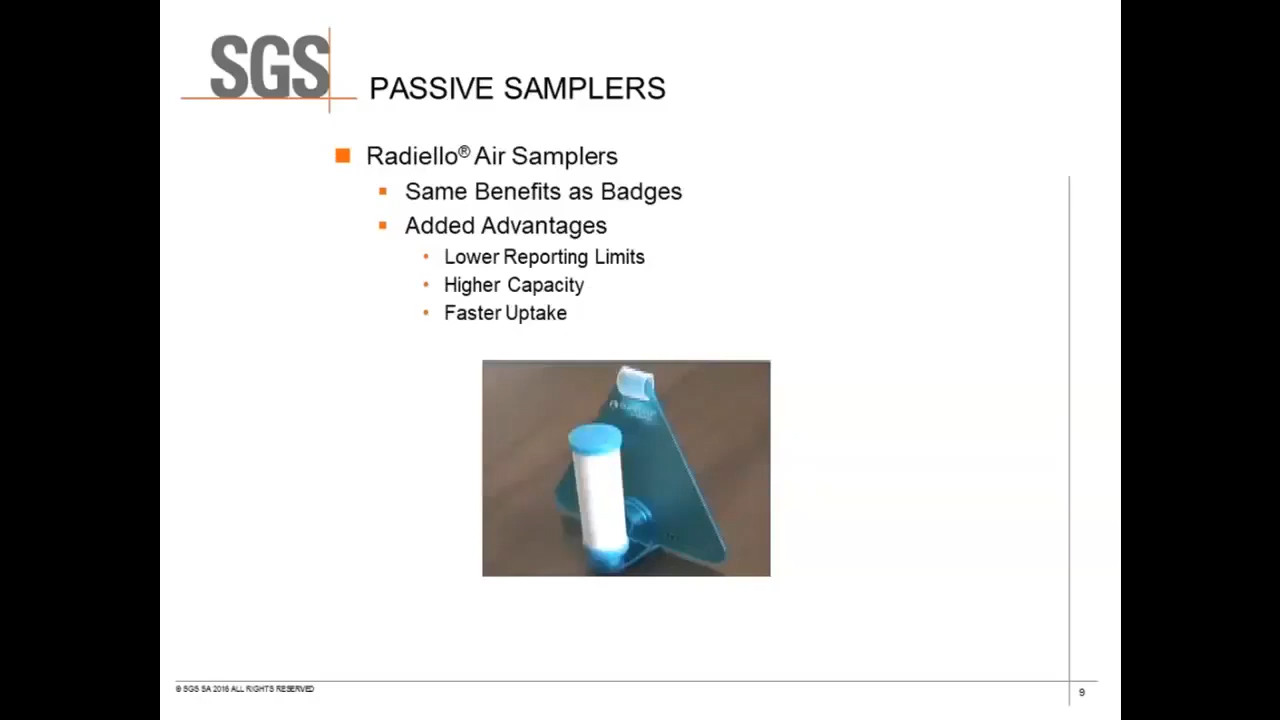 SGS
PASSIVE SAMPLERS
Radiello® Air Samplers
Same Benefits as Badges
Added Advantages
Lower Reporting Limits
Higher Capacity
Faster Uptake
© SGS SA 2016 ALL RIGHTS RESERVED
9